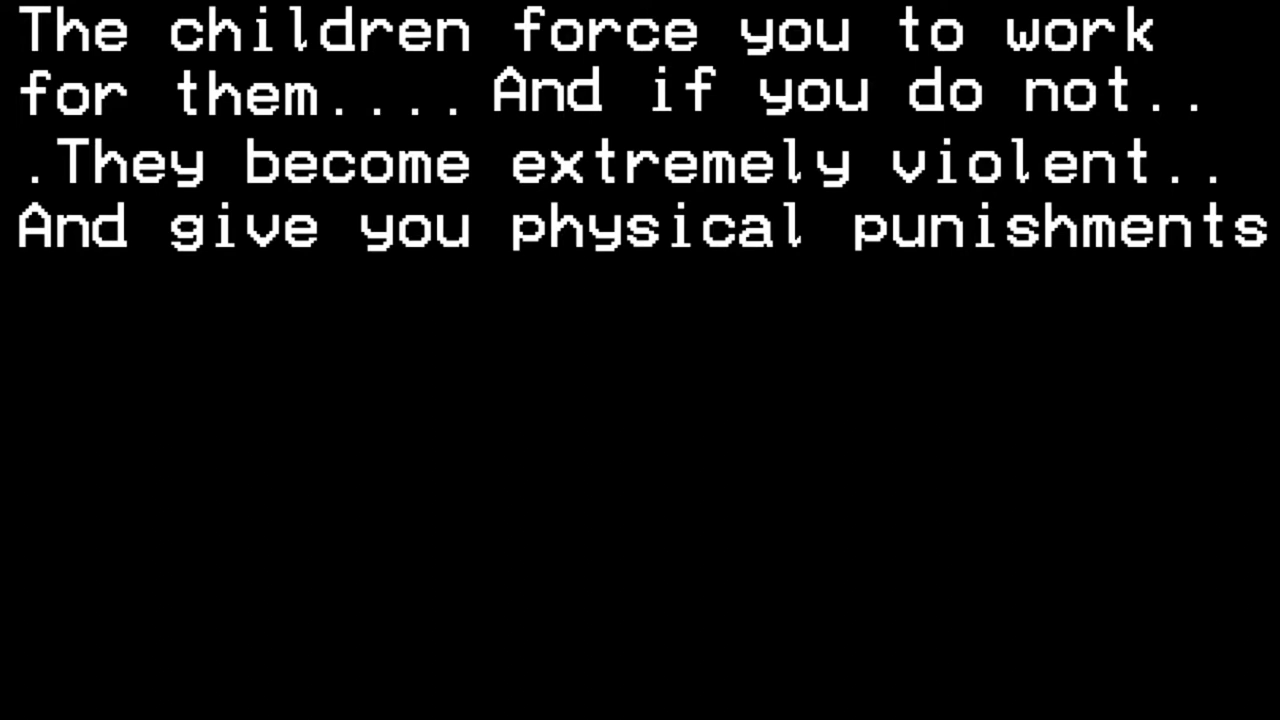 The children force you to work
for them.... And if you do not..
.They become extremely violent..
And give you physical punishments